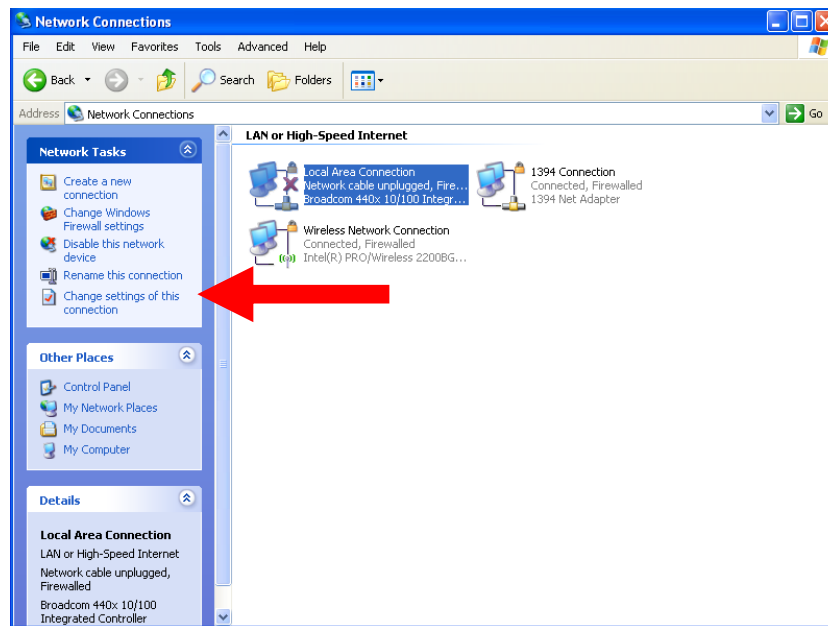 Network Connections
File Edit View Favorites Tools Advanced Help
Back Search Folders
Address Network Connections Go
Network Tasks
Create a new
connection
Change Windows
Firewall settings
Disable this network
device
Rename this connection
Change settings of this
connection
Other Places
Control Panel
My Network Places
My Documents
My Computer
Details
Local Area Connection
LAN or High-Speed Internet
Network cable unplugged,
Firewalled
Broadcom 440x 10/100
Integrated Controller
LAN or High-Speed Internet
Local Area Connection
Network cable unplugged, Fire...
Broadcom 440x 10/100 Integr...
1394 Connection
Connected, Firewalled
1394 Net Adapter
Wireless Network Connection
Connected, Firewalled
Intel(R) PRO/Wireless 2200BG...